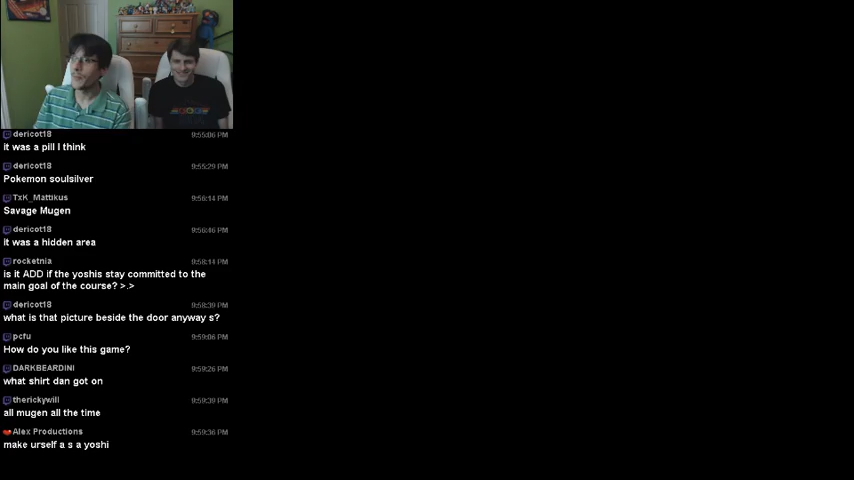 dericot18 9:55:06 PM
it was a pill I think
dericot18 9:55:29 PM
Pokemon soulsilver
TxK_Mattikus 9:56:14 PM
Savage Mugen
dericot18 9:56:46 PM
it was a hidden area
rocketnia 9:58:14 PM
is it ADD if the yoshis stay committed to the
main goal of the course? >.>
dericot18 9:58:39 PM
what is that picture beside the door anyway s?
pcfu 9:59:06 PM
How do you like this game?
DARKBEARDINI 9:59:26 PM
what shirt dan got on
therickywill 9:59:39 PM
all mugen all the time
Alex Productions 9:59:36 PM
make urself a s a yoshi